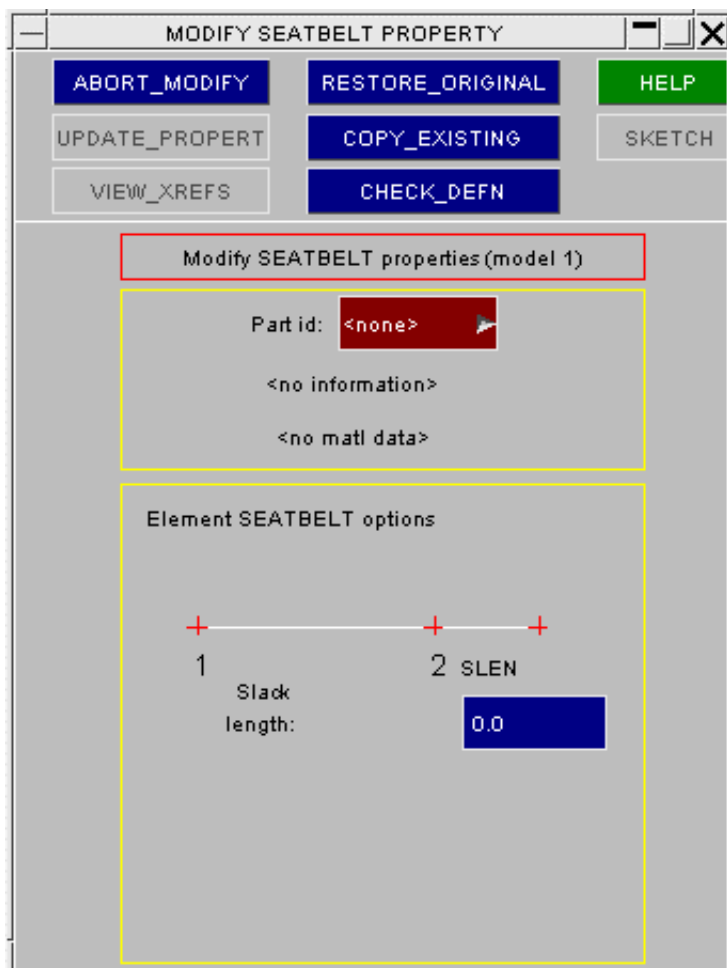 MODIFY SEATBELT PROPERTY
ABORT_MODIFY RESTORE_ORIGINAL HELP
UPDATE_PROPERT COPY_EXISTING SKETCH
VIEW_XREFS CHECK_DEFN
Modify SEATBELT properties (model 1)
Part id: <none>
<no information>
<no matl data>
Element SEATBELT options
1 2 SLEN
Slack
length: 0.0